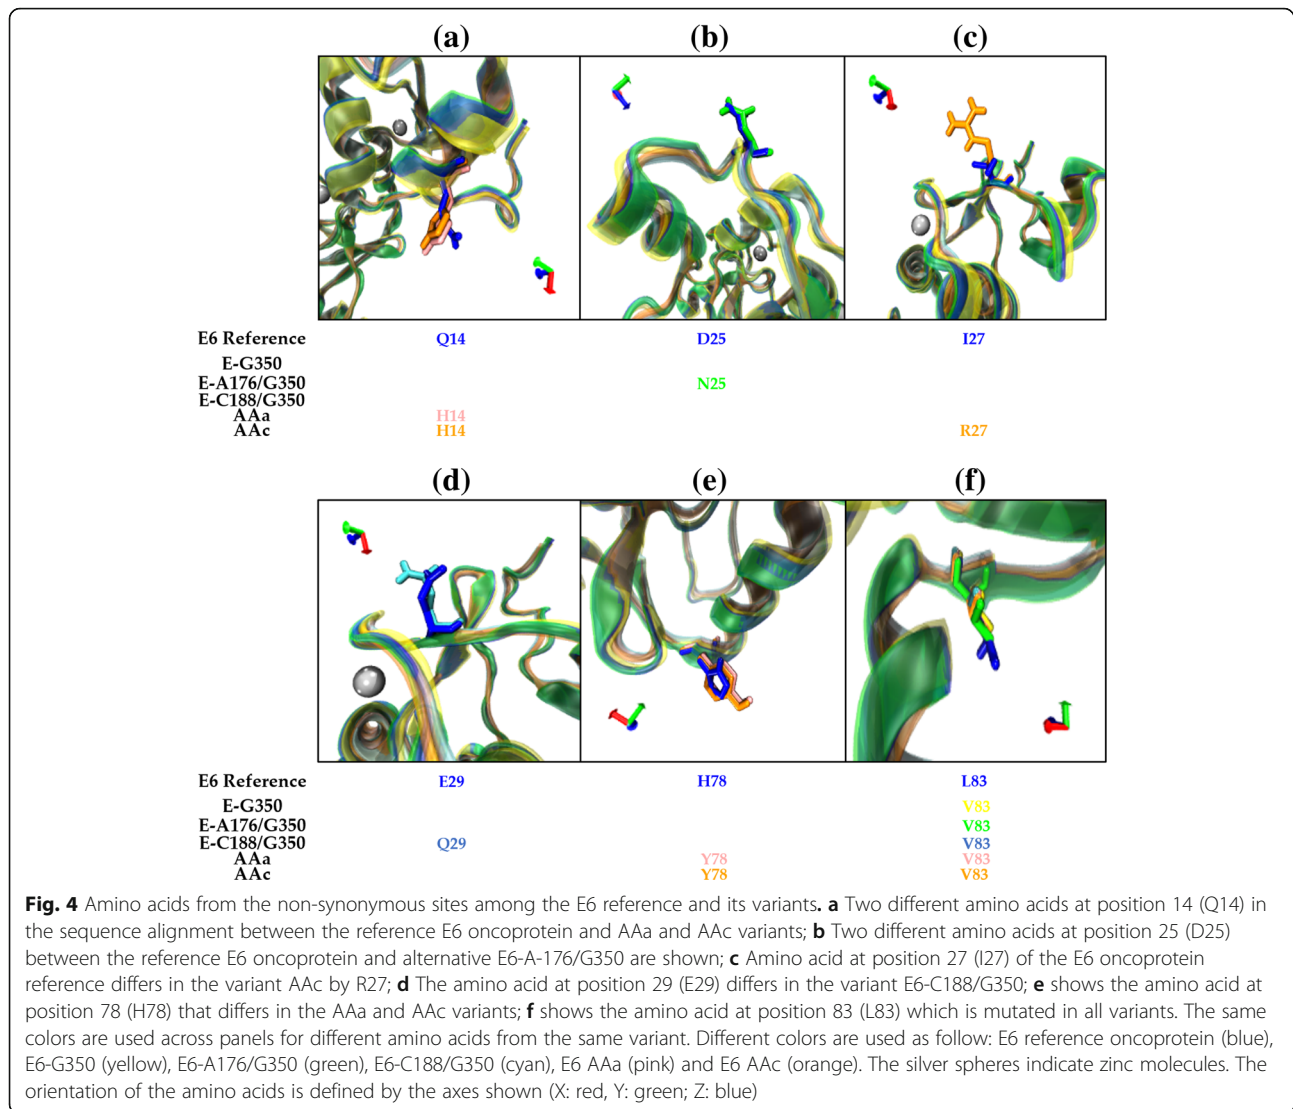 (a) (b) (c)
E6 Reference Q14 D25 I27
E-G350
E-A176/G350 N25
E-C188/G350
AAa H14
AAc H14 R27
(d) (e) (f)
E6 Reference E29 H78 L83
E-G350 V83
E-A176/G350 V83
E-C188/G350 Q29 V83
AAa Y78 V83
AAc Y78 V83
Fig. 4 Amino acids from the non-synonymous sites among the E6 reference and its variants. a Two different amino acids at position 14 (Q14) in
the sequence alignment between the reference E6 oncoprotein and AAa and AAc variants; b Two different amino acids at position 25 (D25)
between the reference E6 oncoprotein and alternative E6-A-176/G350 are shown; c Amino acid at position 27 (I27) of the E6 oncoprotein
reference differs in the variant AAc by R27; d The amino acid at position 29 (E29) differs in the variant E6-C188/G350; e shows the amino acid at
position 78 (H78) that differs in the AAa and AAc variants; f shows the amino acid at position 83 (L83) which is mutated in all variants. The same
colors are used across panels for different amino acids from the same variant. Different colors are used as follow: E6 reference oncoprotein (blue),
E6-G350 (yellow), E6-A176/G350 (green), E6-C188/G350 (cyan), E6 AAa (pink) and E6 AAc (orange). The silver spheres indicate zinc molecules. The
orientation of the amino acids is defined by the axes shown (X: red, Y: green; Z: blue)